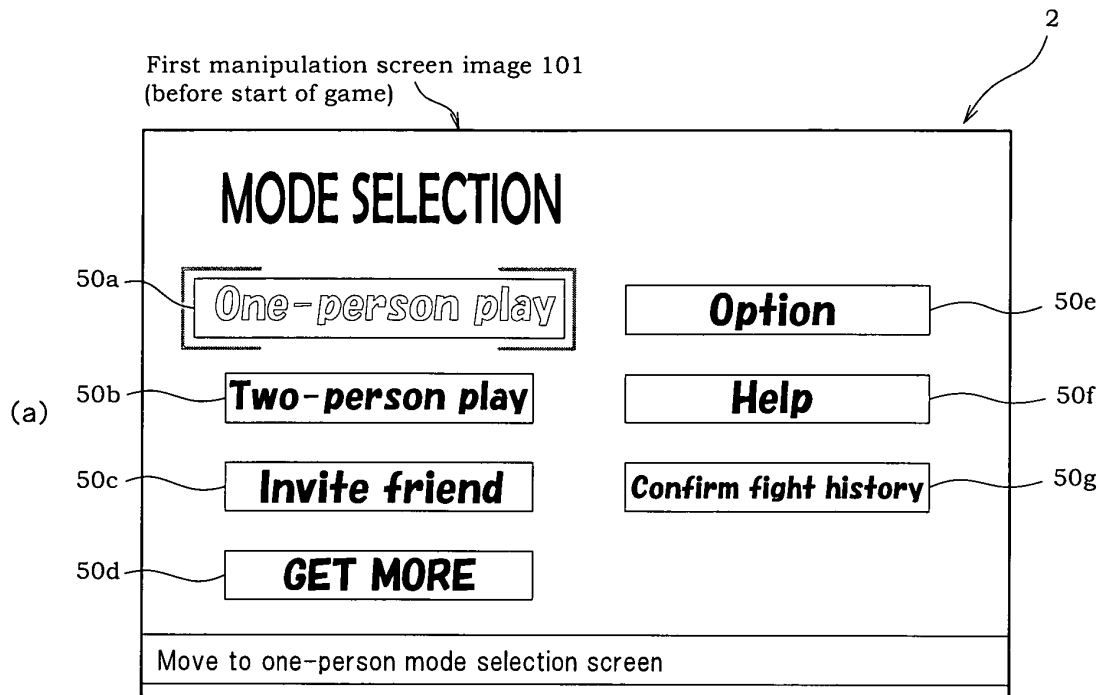 2
First manipulation screen image 101
(before start of game)
MODE SELECTION
50a
One-person play
Option
50e
(a)
50b
Two-person play
Help
50f
50c
Invite friend
Confirm fight history
50g
50d
GET MORE
Move to one-person mode selection screen